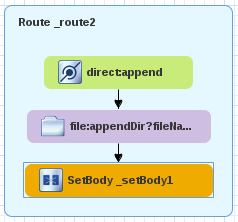 Route _route2
direct:append
file:appendDir?fileNa...
SetBody _setBody1